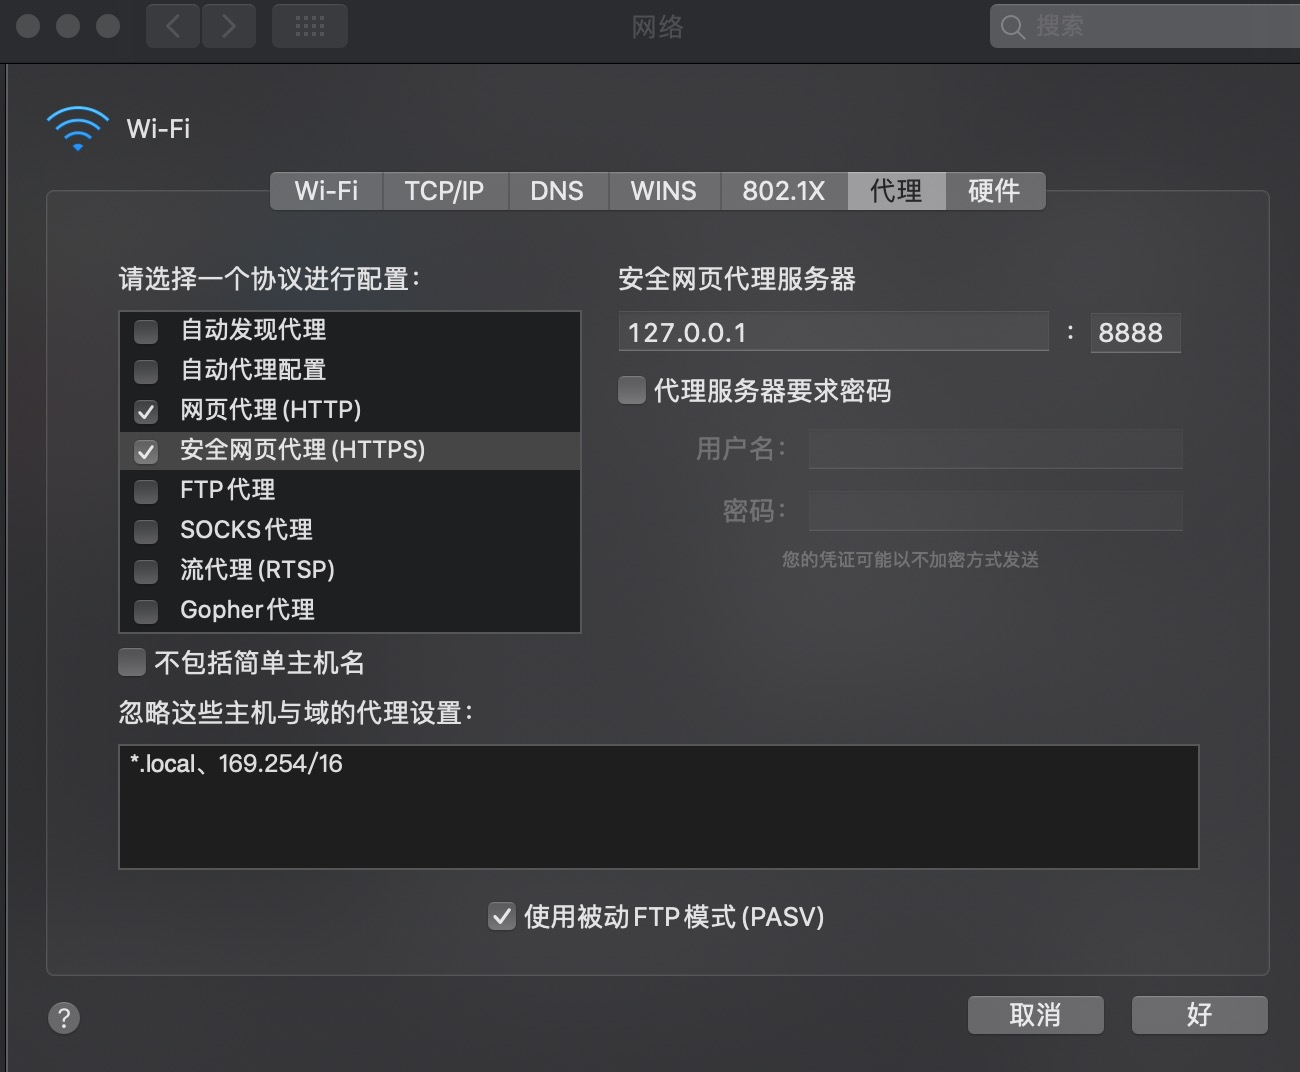 网络
搜索
Wi-Fi
Wi-Fi TCP/IP DNS WINS 802.1X 代理 硬件
请选择一个协议进行配置：
自动发现代理
自动代理配置
网页代理 (HTTP)
安全网页代理 (HTTPS)
FTP 代理
SOCKS 代理
流代理 (RTSP)
Gopher 代理
不包括简单主机名
安全网页代理服务器
127.0.0.1 : 8888
代理服务器要求密码
用户名：
密码：
您的凭证可能以不加密方式发送
忽略这些主机与域的代理设置：
*.local、169.254/16
使用被动 FTP 模式 (PASV)
?
取消
好